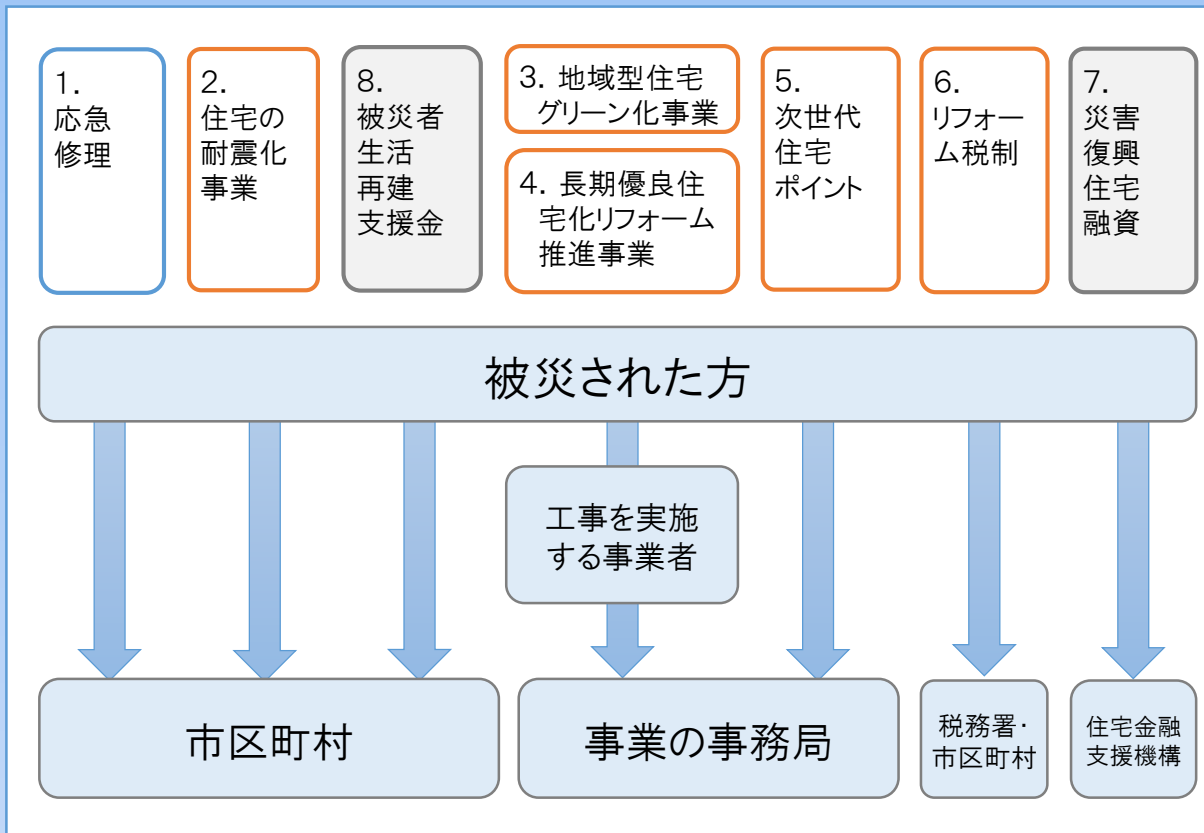 1.
応急
修理
2.
住宅の
耐震化
事業
8.
被災者
生活
再建
支援金
3. 地域型住宅
グリーン化事業
4. 長期優良住
宅化リフォーム
推進事業
5.
次世代
住宅
ポイント
6.
リフォー
ム税制
7.
災害
復興
住宅
融資
被災された方
工事を実施
する事業者
市区町村
事業の事務局
税務署・
市区町村
住宅金融
支援機構